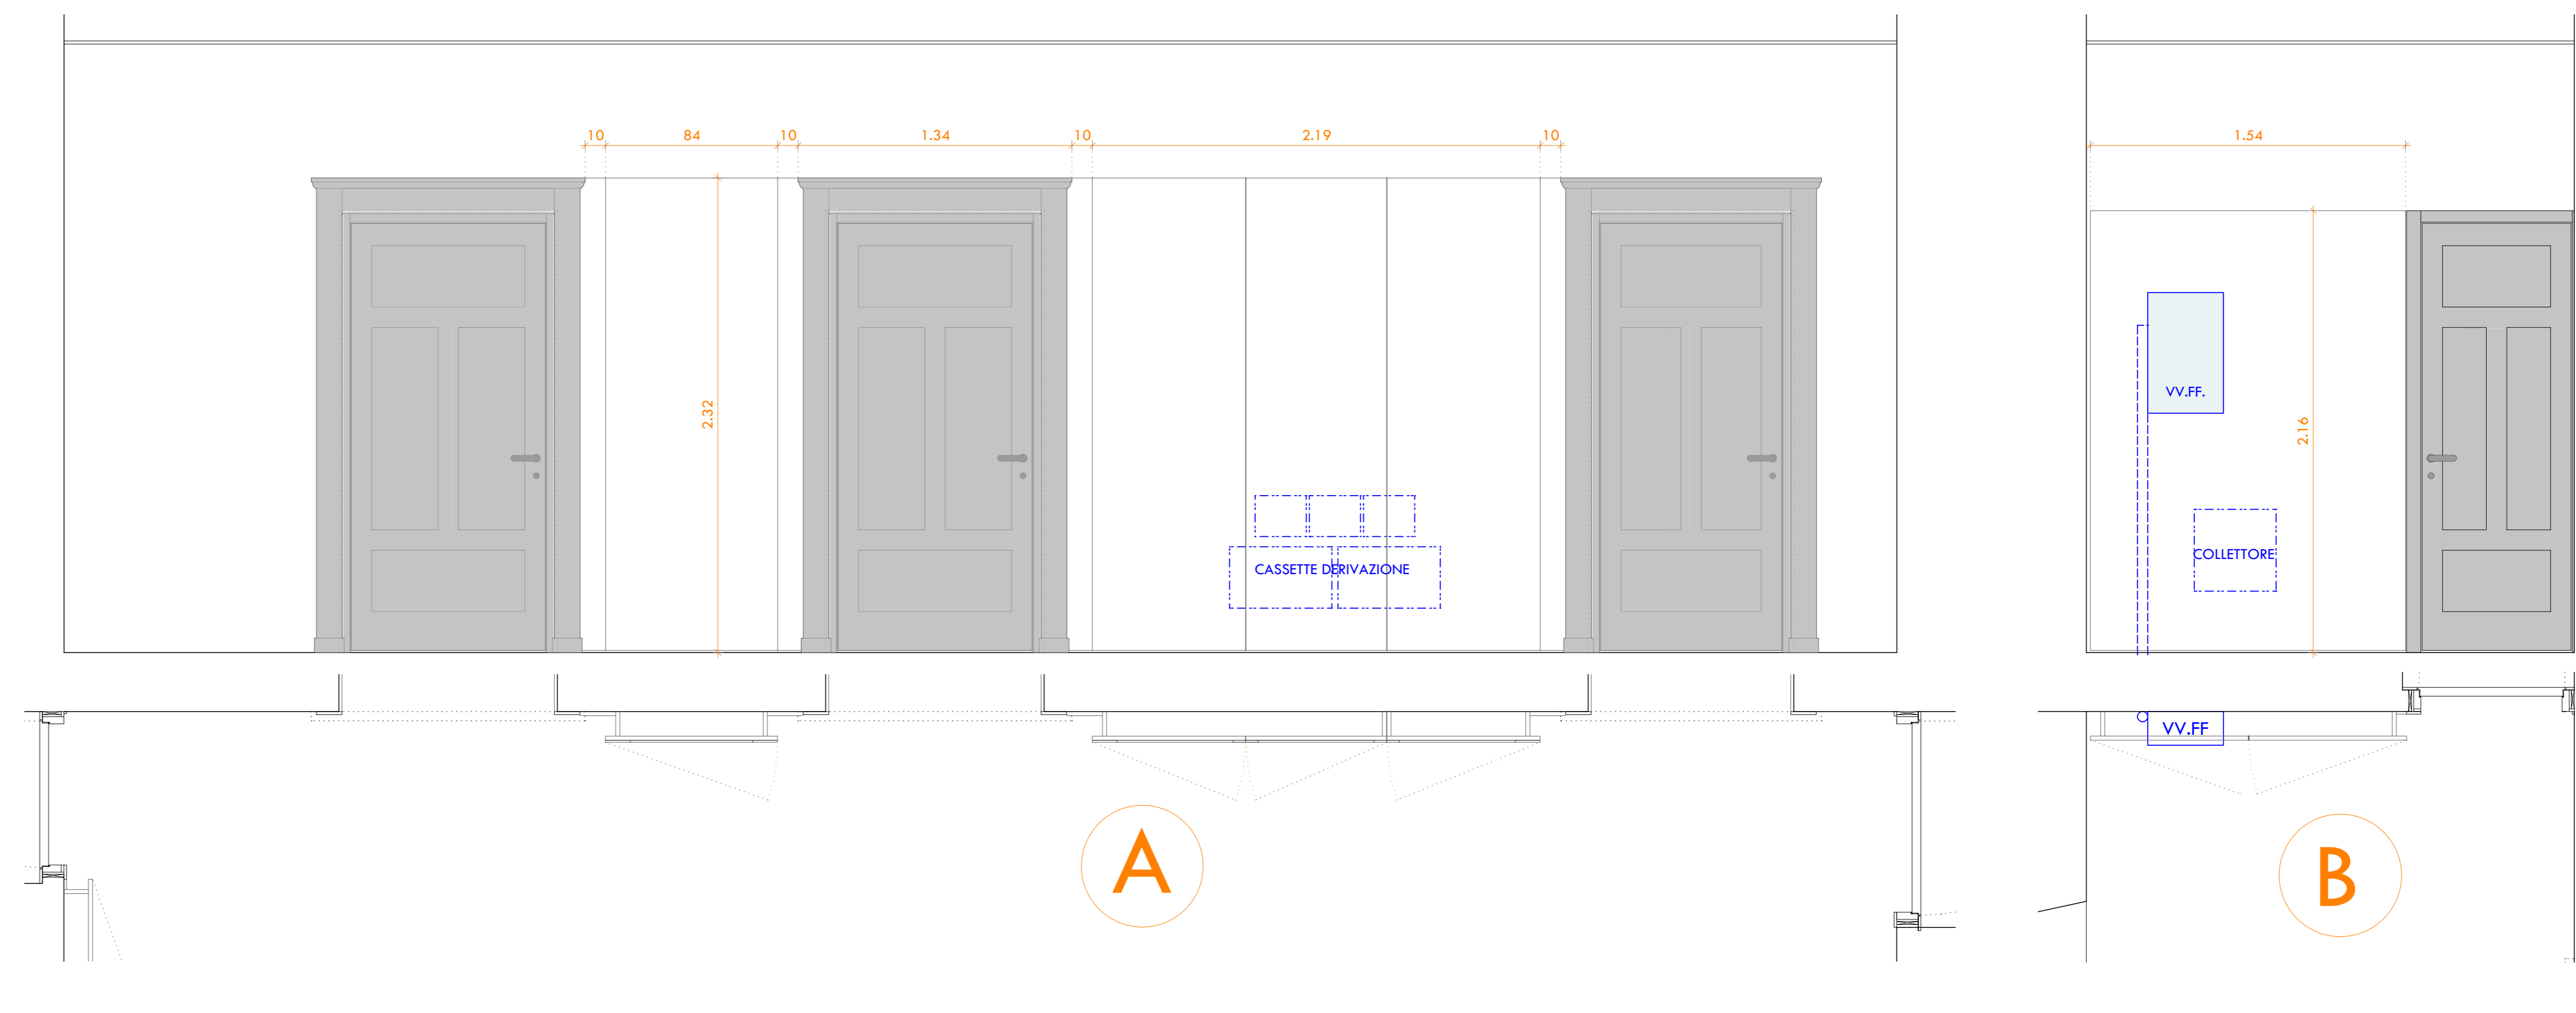 10 84 10 1.34 10 2.19 10
1.54
2.32
2.16
VV.FF.
COLLETTORE
CASSETTE DERIVAZIONE
VV.FF
A
B